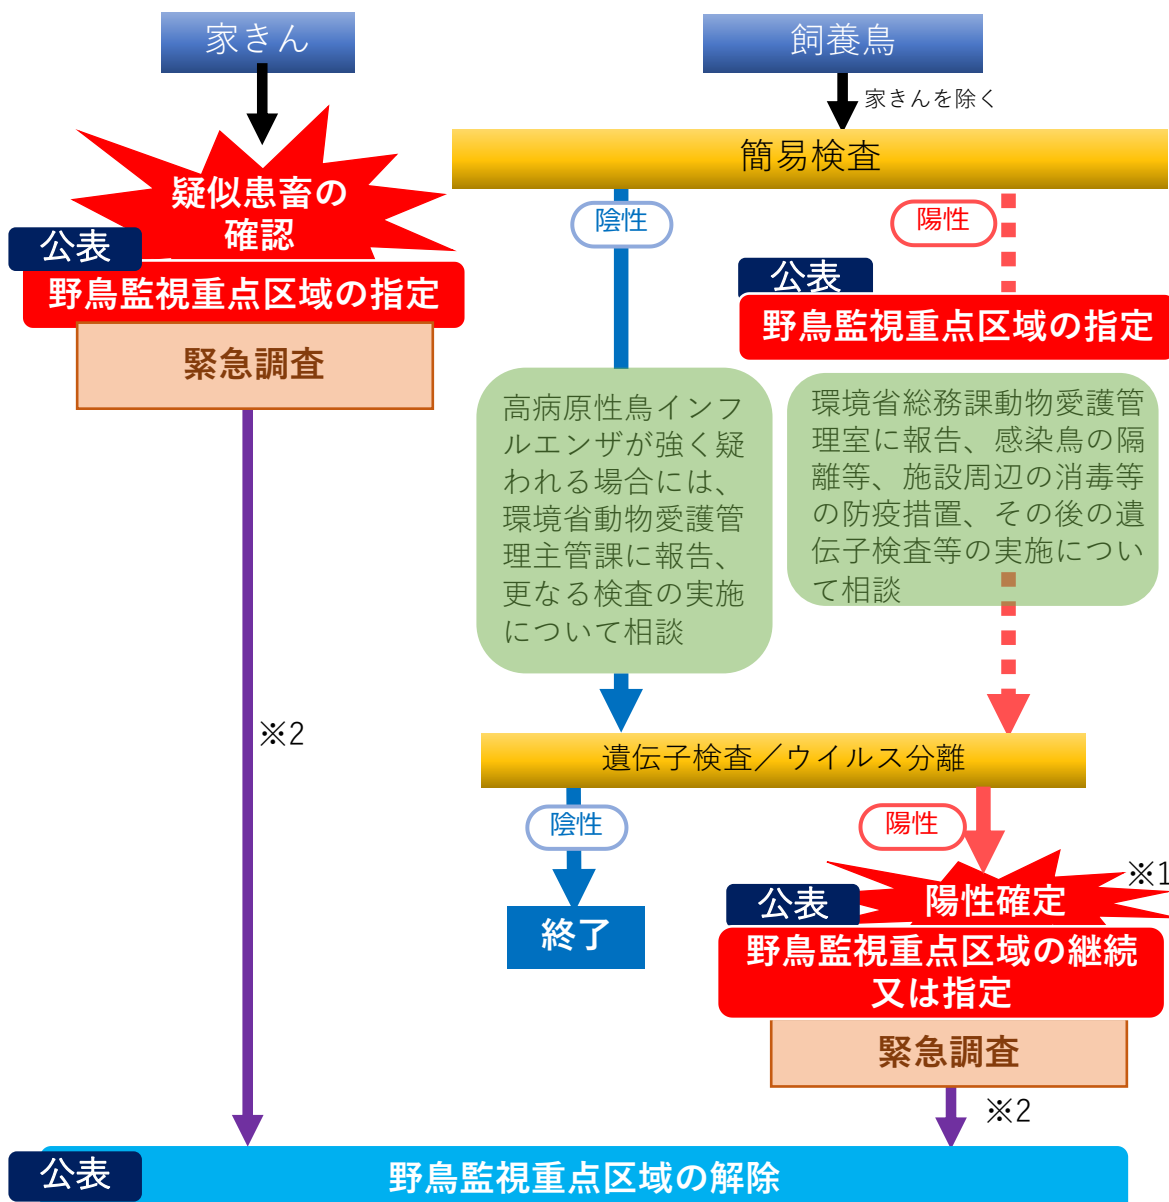 家きん
飼養鳥
家きんを除く
簡易検査
疑似患畜の
確認
公表
野鳥監視重点区域の指定
緊急調査
陰性
陽性
公表
野鳥監視重点区域の指定
高病原性鳥インフ
ルエンザが強く疑
われる場合には、
環境省動物愛護管
理主管課に報告、
更なる検査の実施
について相談
環境省総務課動物愛護管
理室に報告、感染鳥の隔
離等、施設周辺の消毒等
の防疫措置、その後の遺
伝子検査等の実施につい
て相談
※2
遺伝子検査／ウイルス分離
陰性
陽性
終了
※1
公表
陽性確定
野鳥監視重点区域の継続
又は指定
緊急調査
※2
公表
野鳥監視重点区域の解除